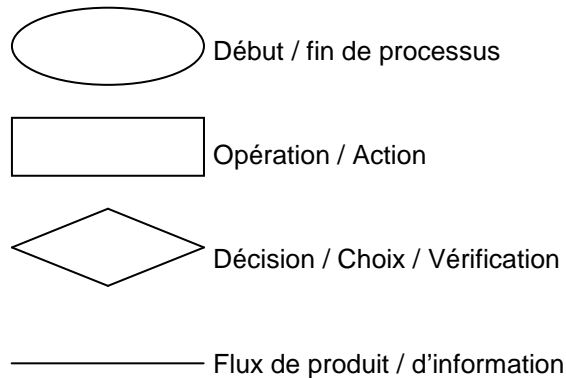 Début / fin de processus
Opération / Action
Décision / Choix / Vérification
Flux de produit / d'information